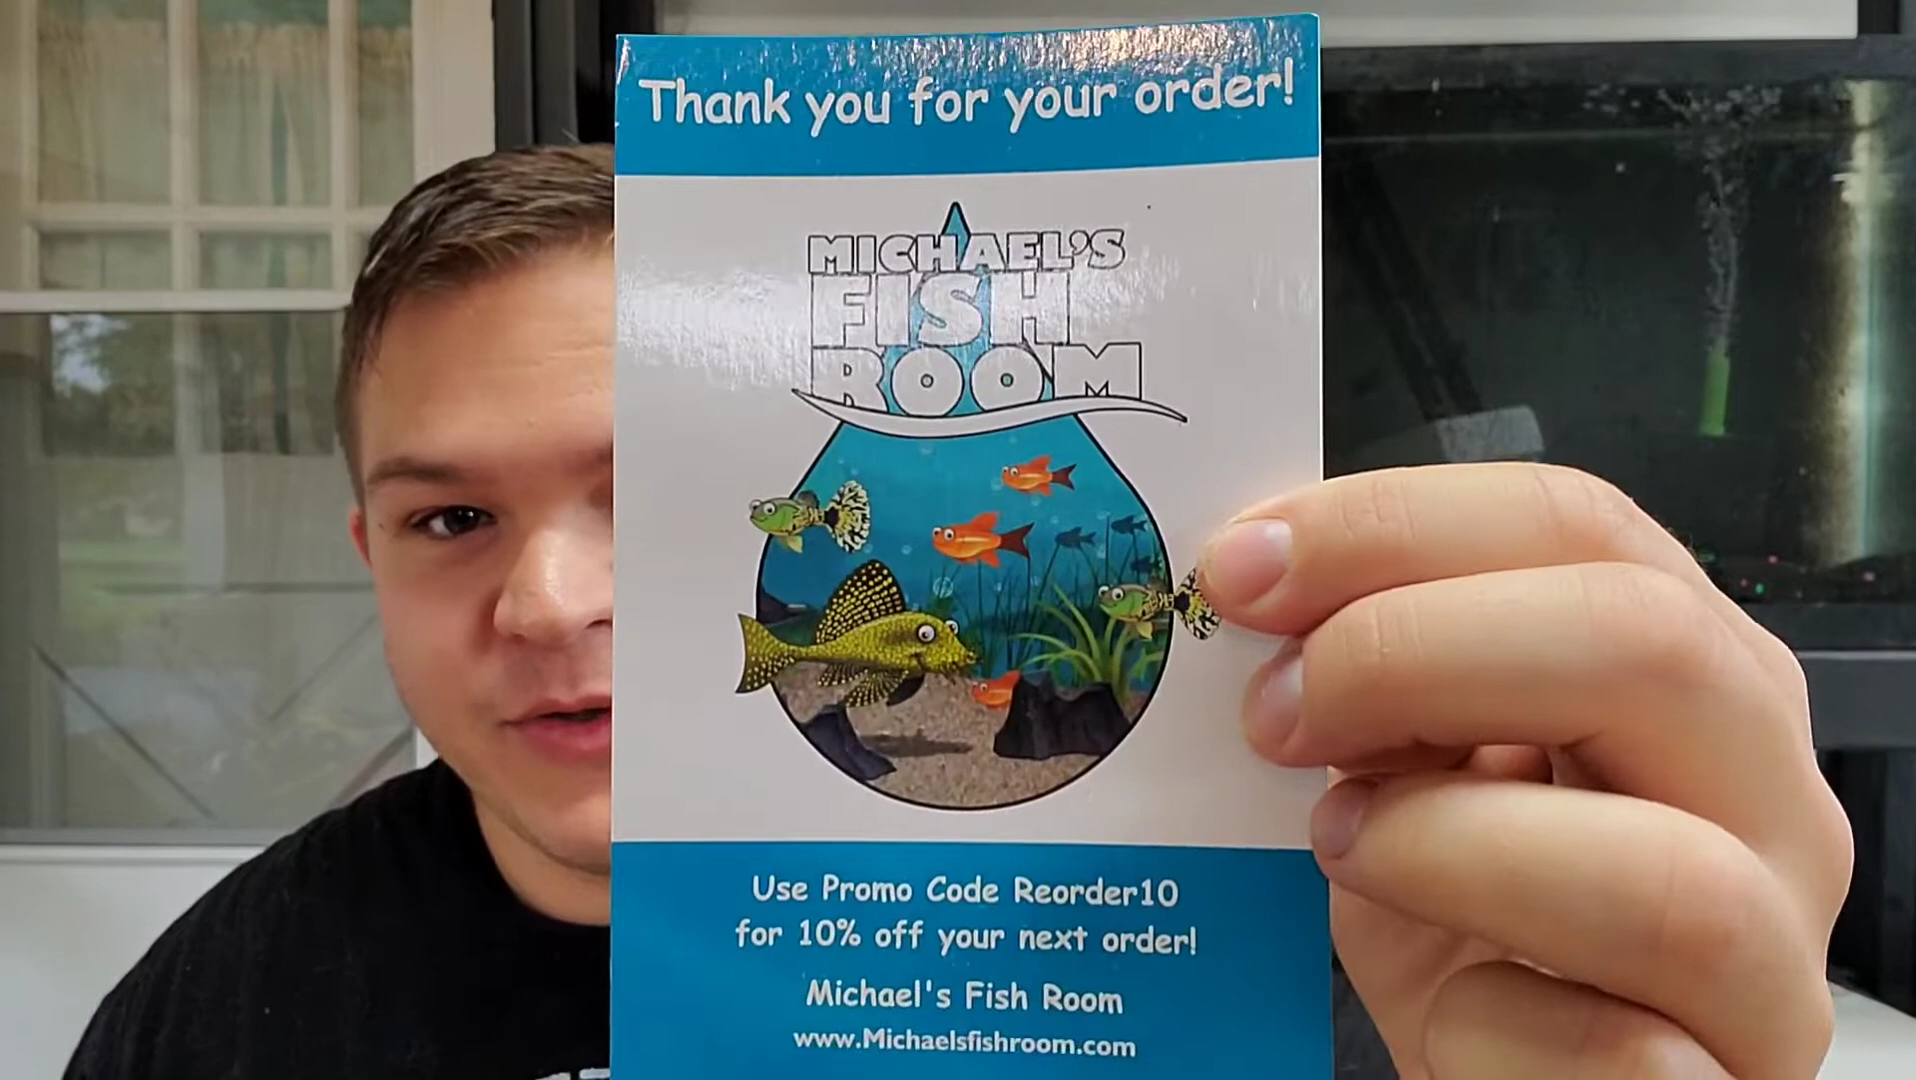 Thank you for your order!
MICHAEL'S
FISH
ROOM
Use Promo Code Reorder10
for 10% off your next order!
Michael's Fish Room
www.Michaelsfishroom.com